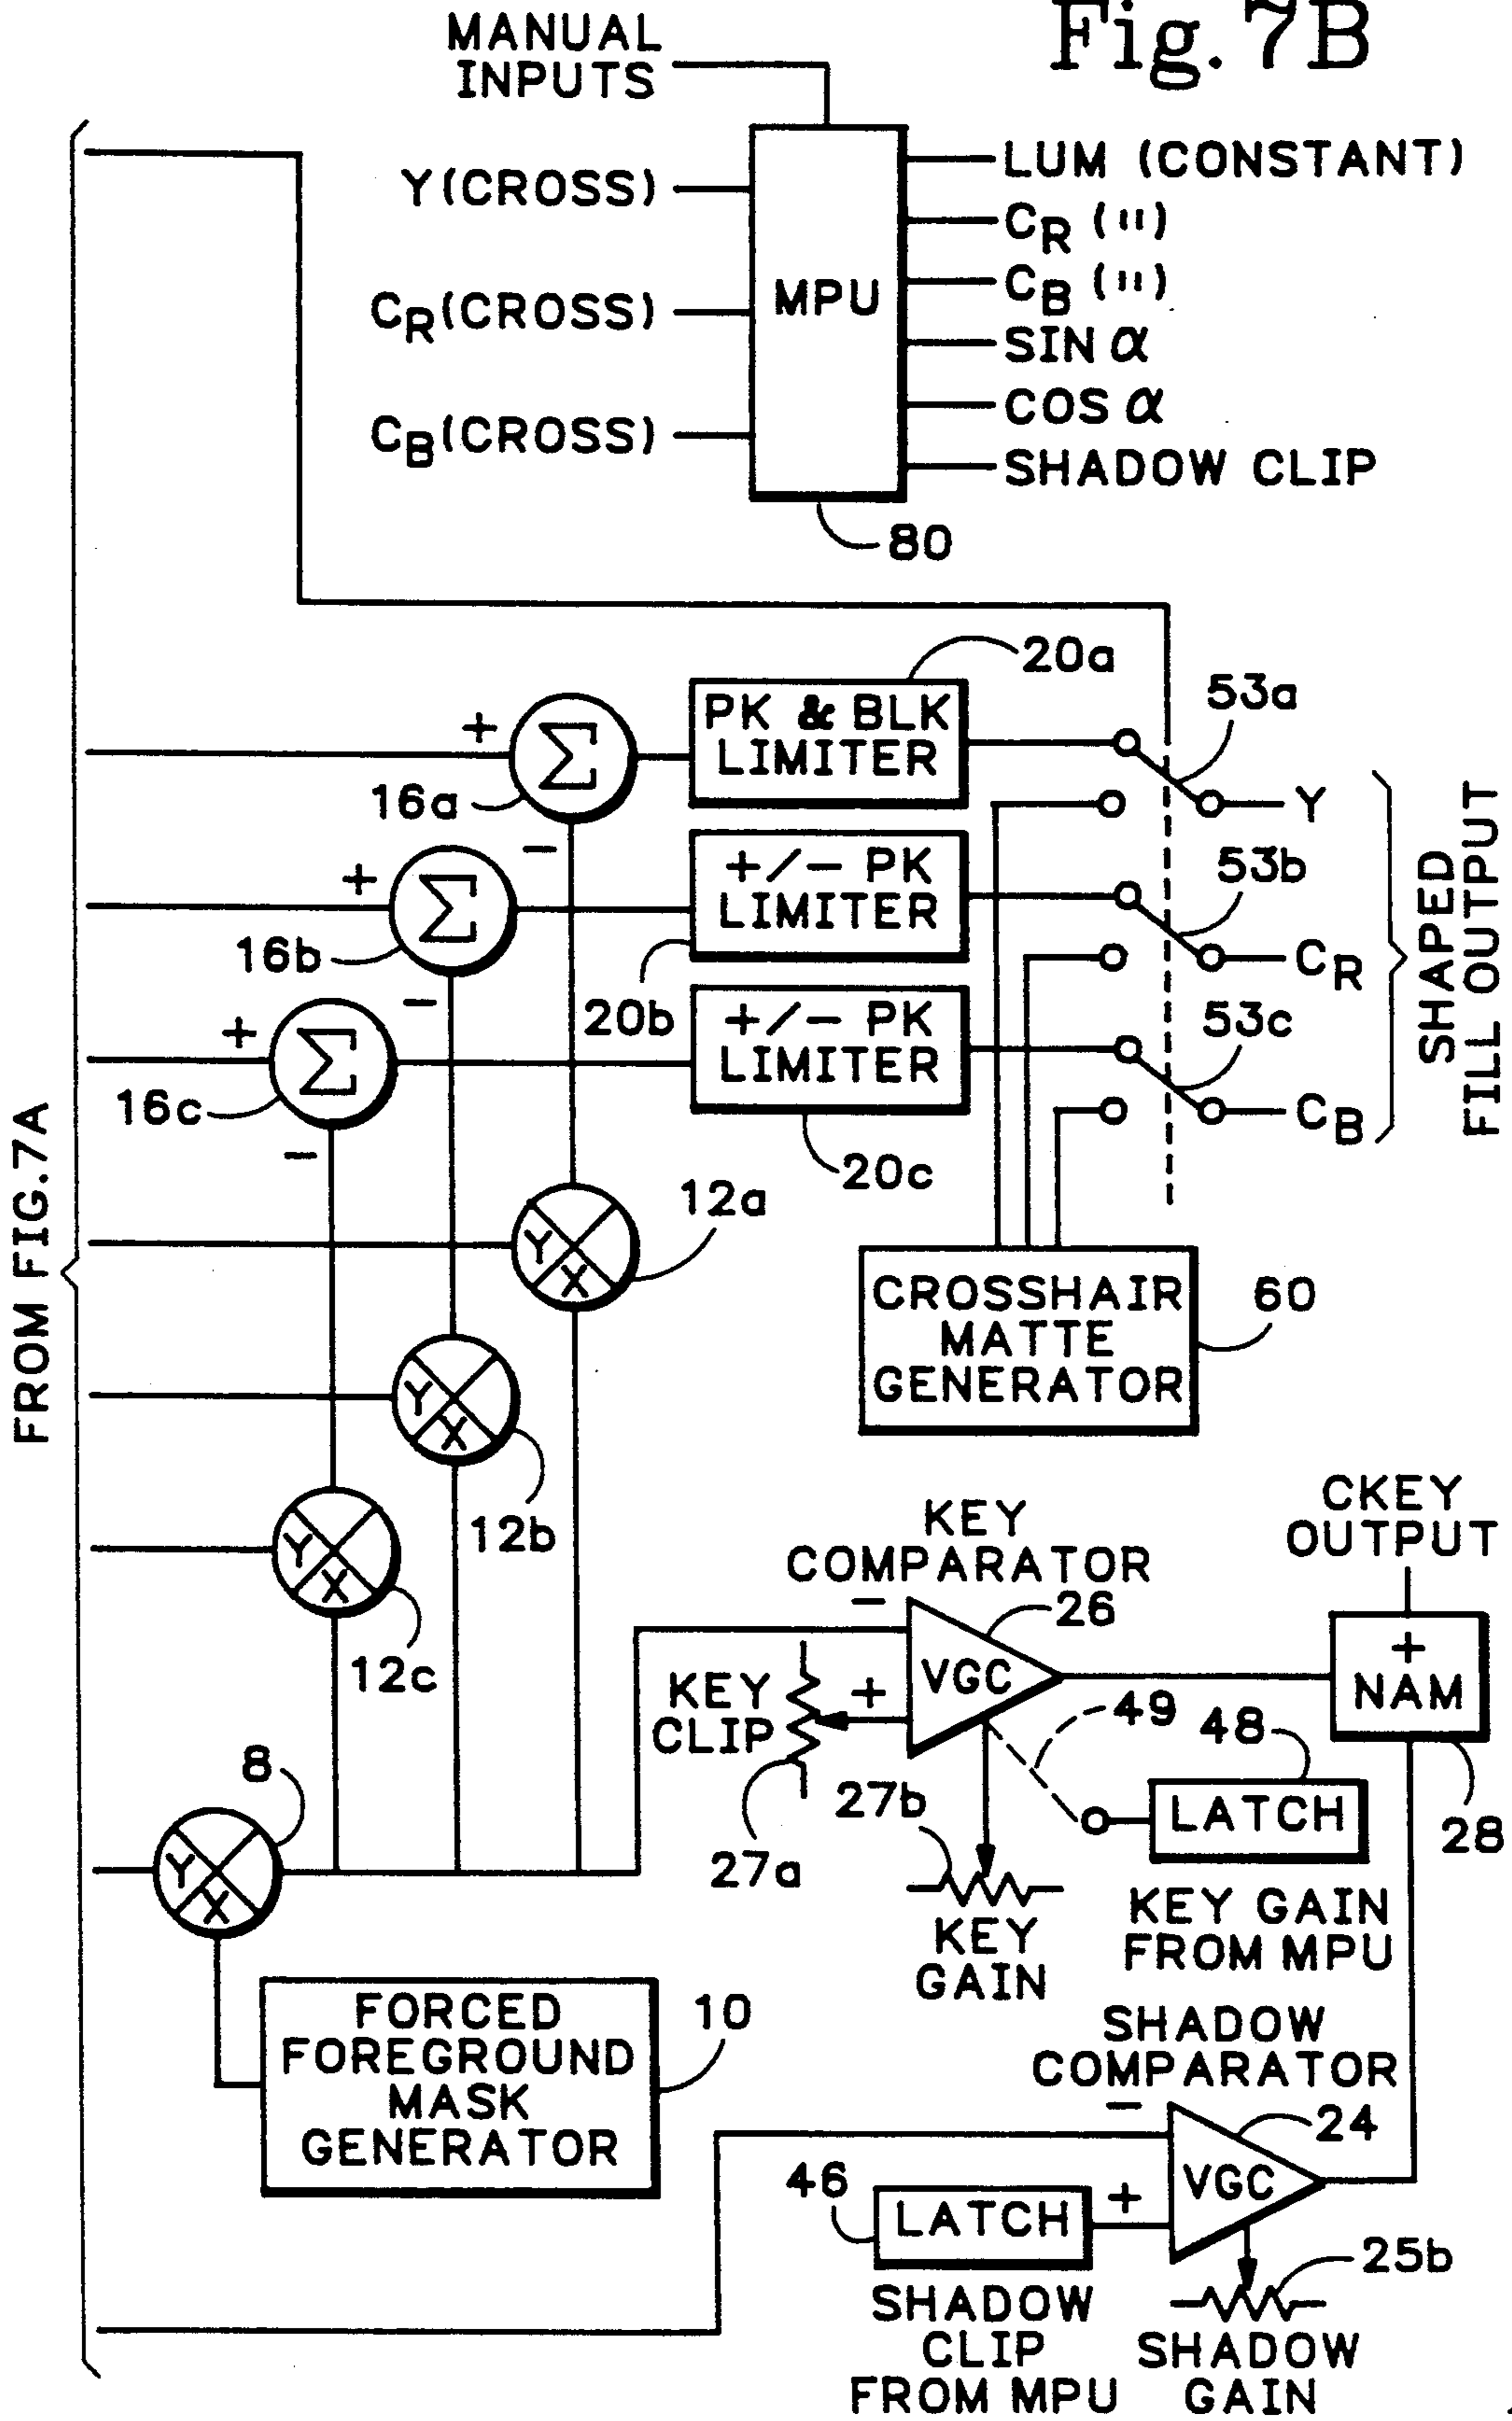 Fig. 7B
MANUAL
INPUTS
Y(CROSS)
CR(CROSS)
CB(CROSS)
MPU
LUM (CONSTANT)
CR (")
CB (")
SIN α
COS α
SHADOW CLIP
80
FROM FIG.7A
+
Σ
16a
−
PK & BLK
LIMITER
20a
53a
Y
+
Σ
16b
−
+/− PK
LIMITER
20b
53b
CR
+
Σ
16c
−
+/− PK
LIMITER
20c
53c
CB
SHAPED
FILL OUTPUT
Y
X
12a
Y
X
12b
Y
X
12c
CROSSHAIR
MATTE
GENERATOR
60
KEY
COMPARATOR
−
26
VGC
+
KEY
CLIP
27a
27b
KEY
GAIN
49
48
LATCH
KEY GAIN
FROM MPU
CKEY
OUTPUT
+
NAM
28
8
Y
X
FORCED
FOREGROUND
MASK
GENERATOR
10
SHADOW
COMPARATOR
−
24
VGC
+
46
LATCH
SHADOW
CLIP
FROM MPU
25b
SHADOW
GAIN